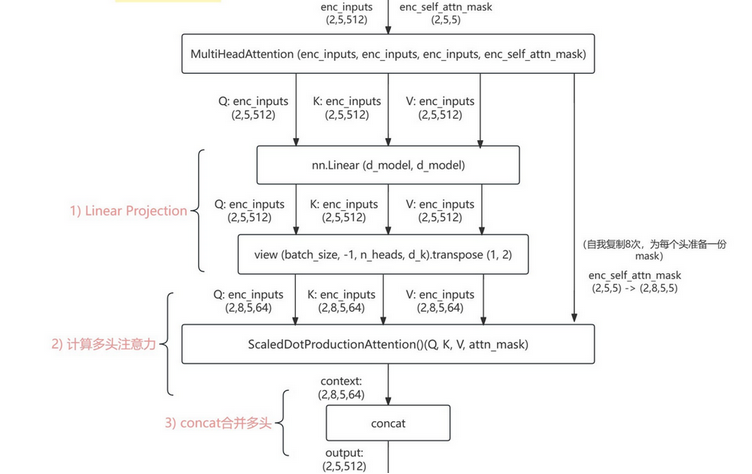 enc_inputs
(2,5,512)
enc_self_attn_mask
(2,5,5)
MultiHeadAttention (enc_inputs, enc_inputs, enc_inputs, enc_self_attn_mask)
Q: enc_inputs
(2,5,512)
K: enc_inputs
(2,5,512)
V: enc_inputs
(2,5,512)
nn.Linear (d_model, d_model)
1) Linear Projection
Q: enc_inputs
(2,5,512)
K: enc_inputs
(2,5,512)
V: enc_inputs
(2,5,512)
view (batch_size, -1, n_heads, d_k).transpose (1, 2)
(自我复制8次，为每个头准备一份
mask)
enc_self_attn_mask
(2,5,5) -> (2,8,5,5)
Q: enc_inputs
(2,8,5,64)
K: enc_inputs
(2,8,5,64)
V: enc_inputs
(2,8,5,64)
2) 计算多头注意力
ScaledDotProductionAttention()(Q, K, V, attn_mask)
context:
(2,8,5,64)
3) concat合并多头
concat
output:
(2,5,512)